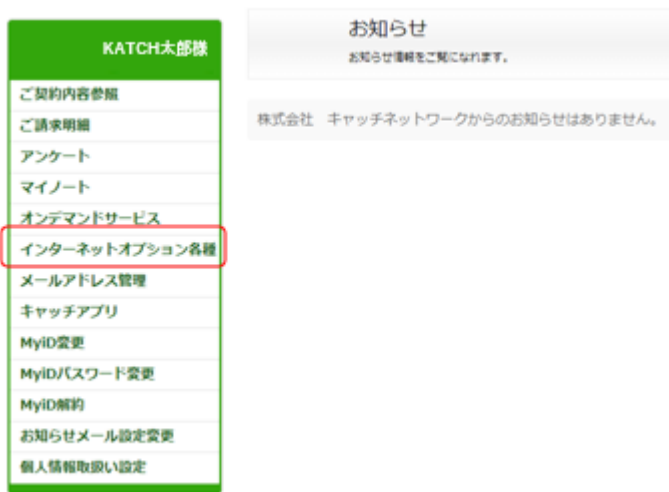 KATCH太郎様
ご契約内容参照
ご請求明細
アンケート
マイノート
オンデマンドサービス
インターネットオプション各種
メールアドレス管理
キャッチアプリ
MyiD変更
MyiDパスワード変更
MyiD解約
お知らせメール設定変更
個人情報取扱い設定
お知らせ
お知らせ情報をご覧になれます。
株式会社　キャッチネットワークからのお知らせはありません。